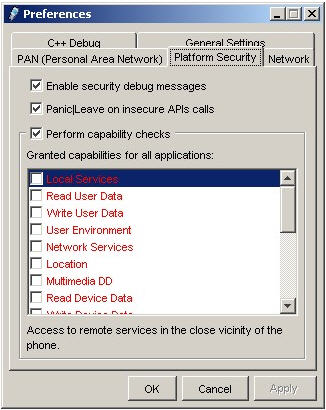 Preferences
C++ Debug
General Settings
PAN (Personal Area Network)
Platform Security
Network
Enable security debug messages
Panic|Leave on insecure APIs calls
Perform capability checks
Granted capabilities for all applications:
Local Services
Read User Data
Write User Data
User Environment
Network Services
Location
Multimedia DD
Read Device Data
Write Device Data
Access to remote services in the close vicinity of the
phone.
OK
Cancel
Apply